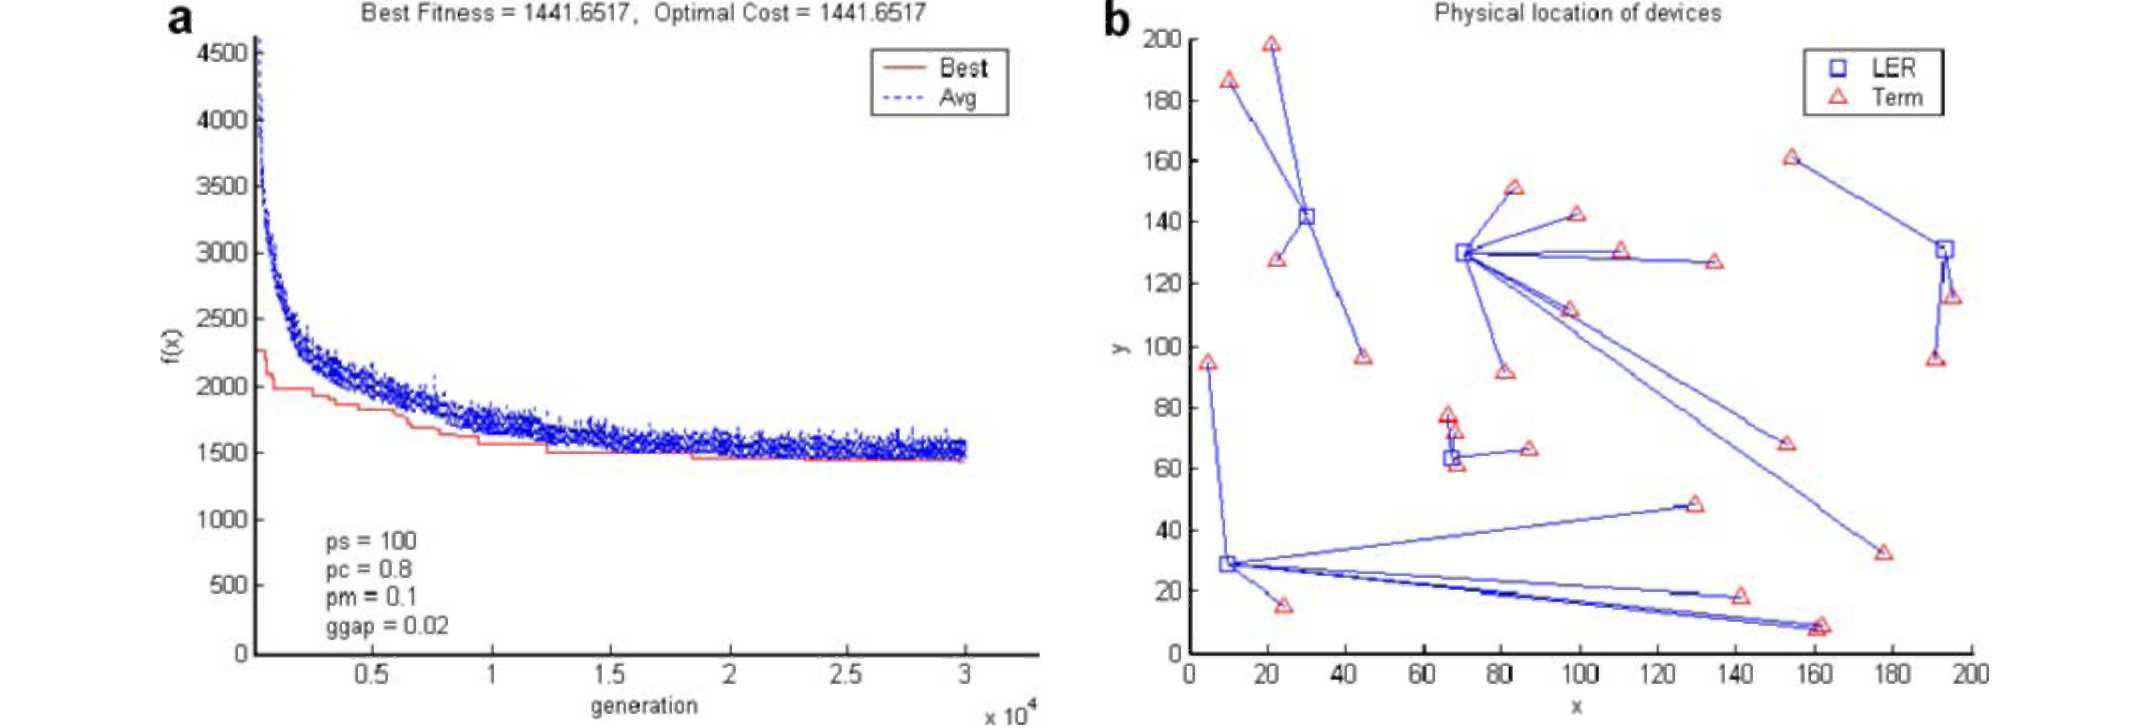 a
Best Fitness = 1441.6517, Optimal Cost = 1441.6517
4500
4000
3500
3000
2500
2000
1500
1000
500
0
f(x)
Best
Avg
ps = 100
pc = 0.8
pm = 0.1
ggap = 0.02
0.5 1 1.5 2 2.5 3
generation
x 10^4
b
Physical location of devices
200
180
160
140
120
100
80
60
40
20
0
y
LER
Term
0 20 40 60 80 100 120 140 160 180 200
x